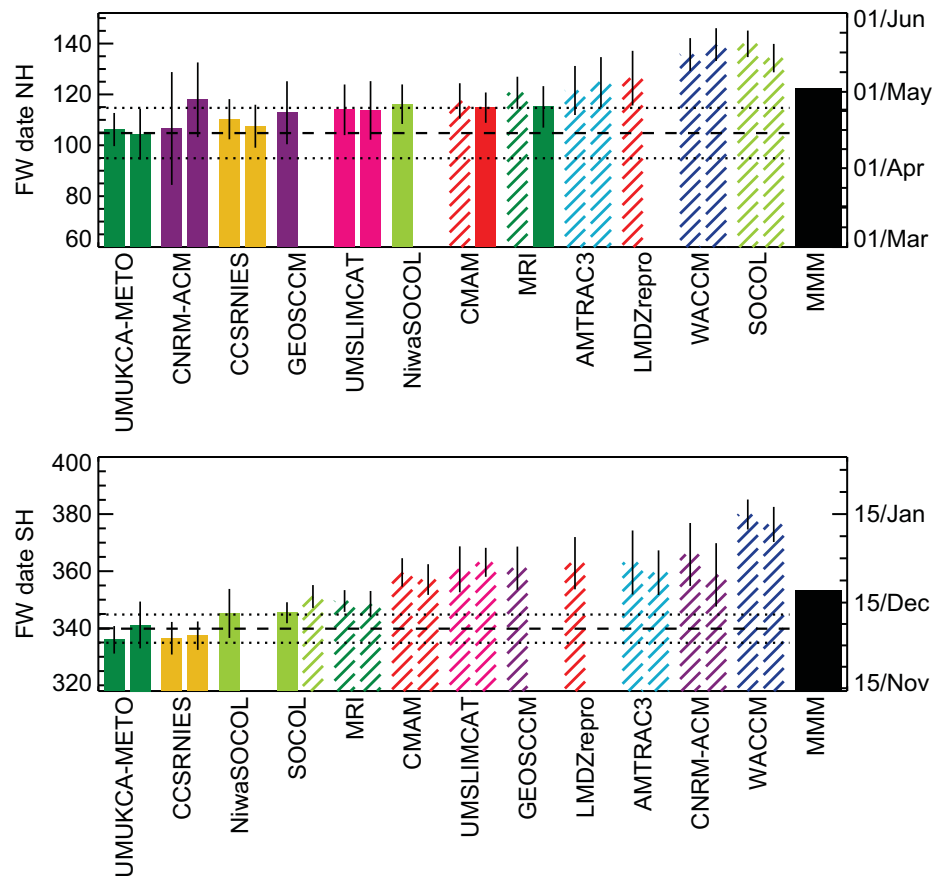 FW date NH
140
120
100
80
60
01/Jun
01/May
01/Apr
01/Mar
UMUKCA-METO
CNRM-ACM
CCSRNIES
GEOSCCM
UMSLIMCAT
NiwaSOCOL
CMAM
MRI
AMTRAC3
LMDZrepro
WACCM
SOCOL
MMM
FW date SH
400
380
360
340
320
15/Jan
15/Dec
15/Nov
UMUKCA-METO
CCSRNIES
NiwaSOCOL
SOCOL
MRI
CMAM
UMSLIMCAT
GEOSCCM
LMDZrepro
AMTRAC3
CNRM-ACM
WACCM
MMM